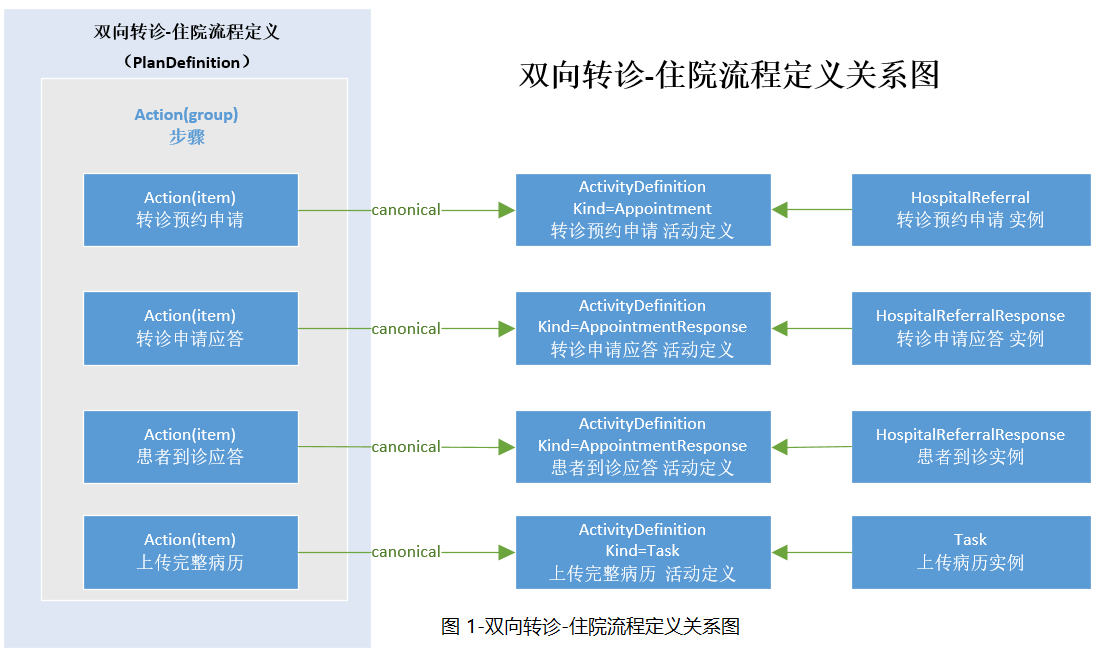 双向转诊-住院流程定义
（PlanDefinition）
双向转诊-住院流程定义关系图
Action(group)
步骤
Action(item)
转诊预约申请
canonical
ActivityDefinition
Kind=Appointment
转诊预约申请 活动定义
HospitalReferral
转诊预约申请 实例
Action(item)
转诊申请应答
canonical
ActivityDefinition
Kind=AppointmentResponse
转诊申请应答 活动定义
HospitalReferralResponse
转诊申请应答 实例
Action(item)
患者到诊应答
canonical
ActivityDefinition
Kind=AppointmentResponse
患者到诊应答 活动定义
HospitalReferralResponse
患者到诊实例
Action(item)
上传完整病历
canonical
ActivityDefinition
Kind=Task
上传完整病历 活动定义
Task
上传病历实例
图 1-双向转诊-住院流程定义关系图